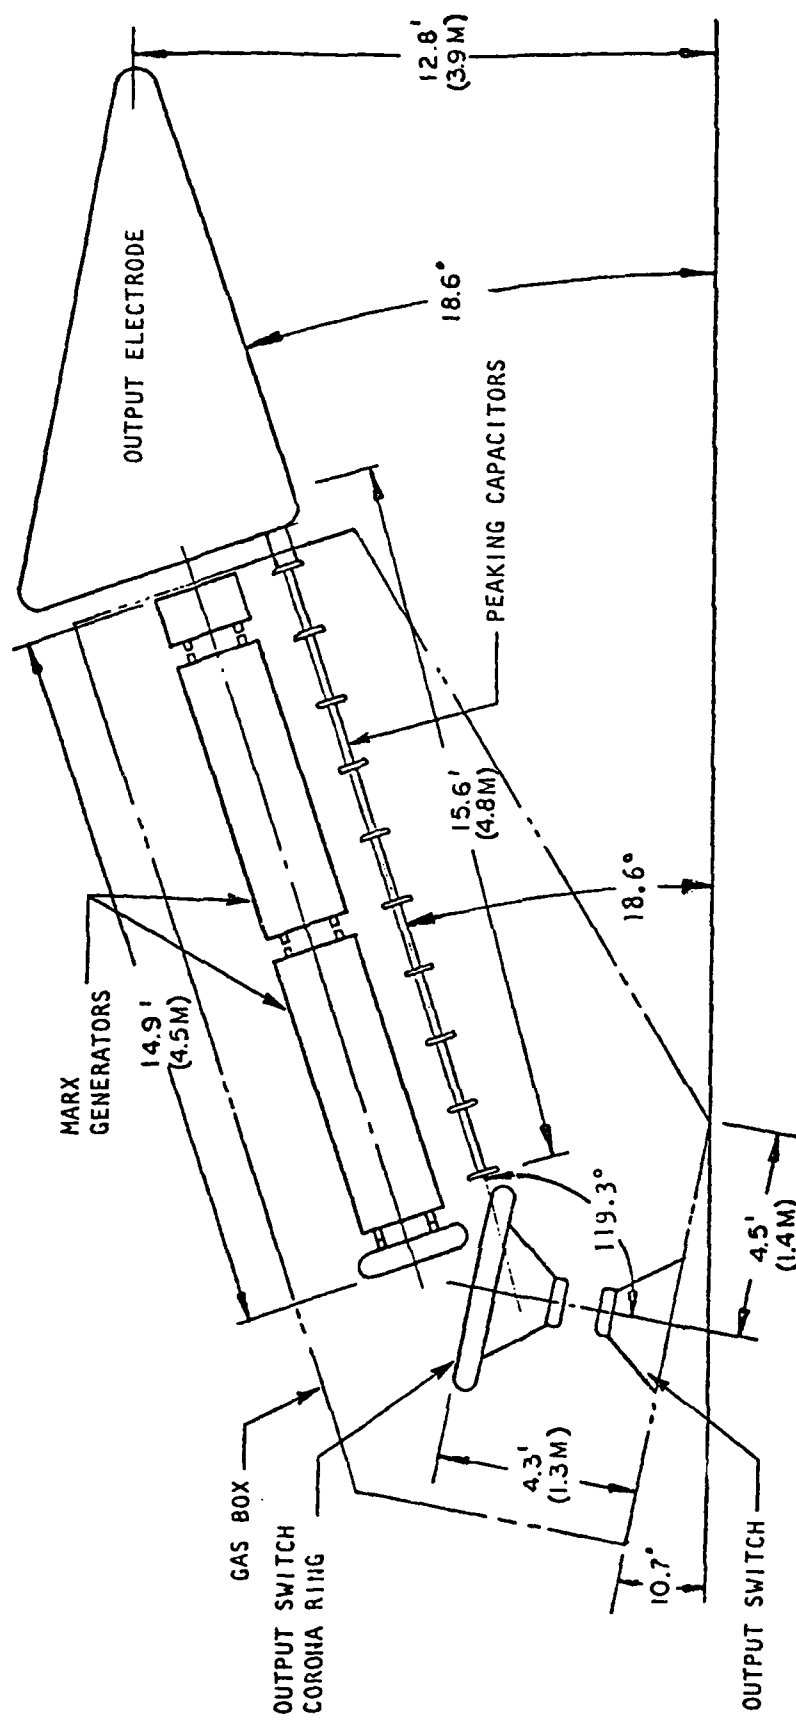 MARX
GENERATORS
14.9'
(4.5M)
GAS BOX
OUTPUT SWITCH
CORONA RING
OUTPUT ELECTRODE
12.8'
(3.9M)
18.6°
PEAKING CAPACITORS
15.6'
(4.8M)
18.6°
119.3°
4.5'
(1.4M)
4.3'
(1.3M)
10.7°
OUTPUT SWITCH